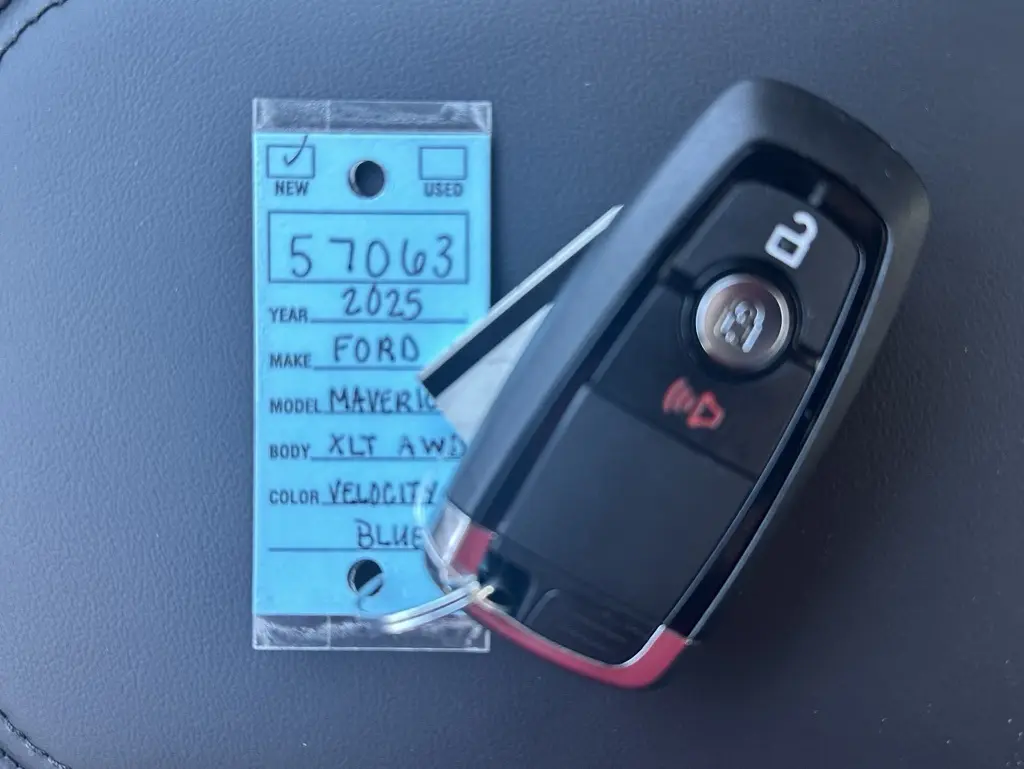 NEW USED
57063
YEAR 2025
MAKE FORD
MODEL MAVERIC
BODY XLT AWD
COLOR VELOCITY
BLUE